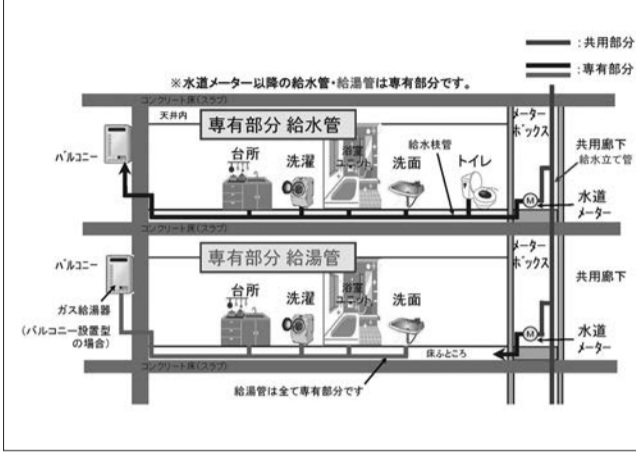 :共用部分
:専有部分
※水道メーター以降の給水管・給湯管は専有部分です。
コンクリート床(スラブ)
天井内
専有部分 給水管
メーター
ボックス
バルコニー
台所
洗濯
浴室
ユニット
洗面
給水枝管
トイレ
共用廊下
給水立て管
M
水道
メーター
コンクリート床(スラブ)
専有部分 給湯管
メーター
ボックス
バルコニー
台所
洗濯
浴室
ユニット
洗面
共用廊下
ガス給湯器
(バルコニー設置型
の場合)
M
水道
メーター
床ふところ
コンクリート床(スラブ)
給湯管は全て専有部分です